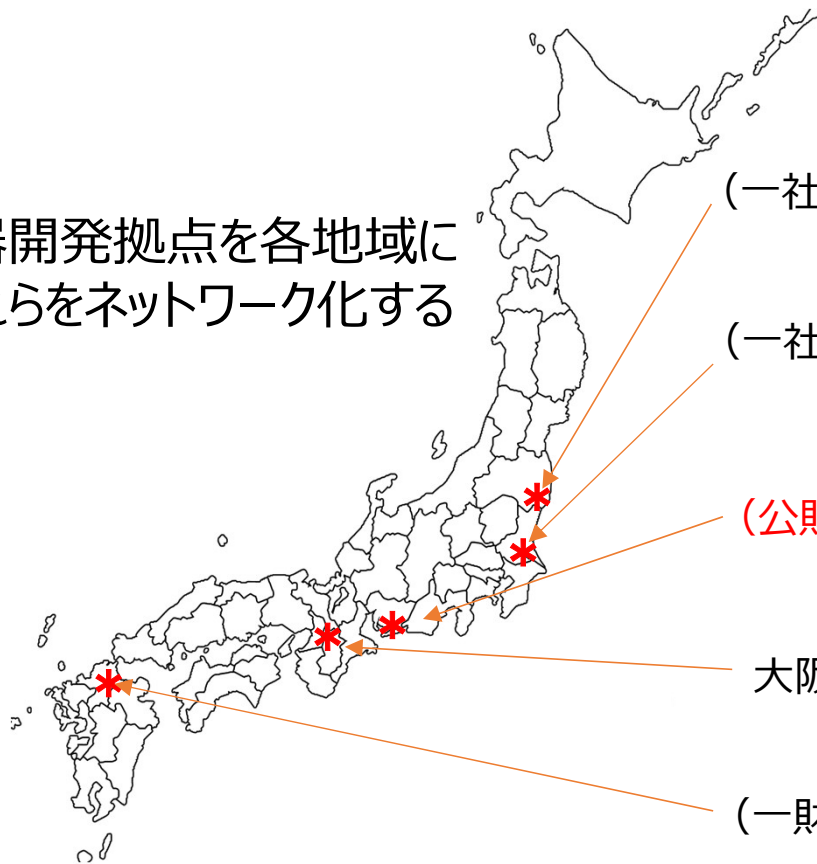 器開発拠点を各地域に
れらをネットワーク化する
(一社
(一社
(公財
大阪
(一財